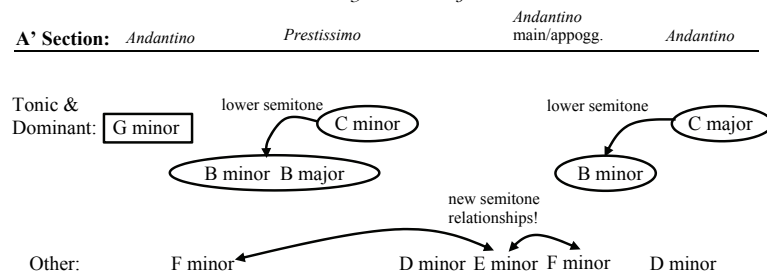 A' Section: Andantino Prestissimo Andantino main/appogg. Andantino
Tonic & Dominant: G minor
lower semitone C minor
B minor B major
lower semitone C major
B minor
new semitone
relationships!
Other: F minor D minor E minor F minor D minor